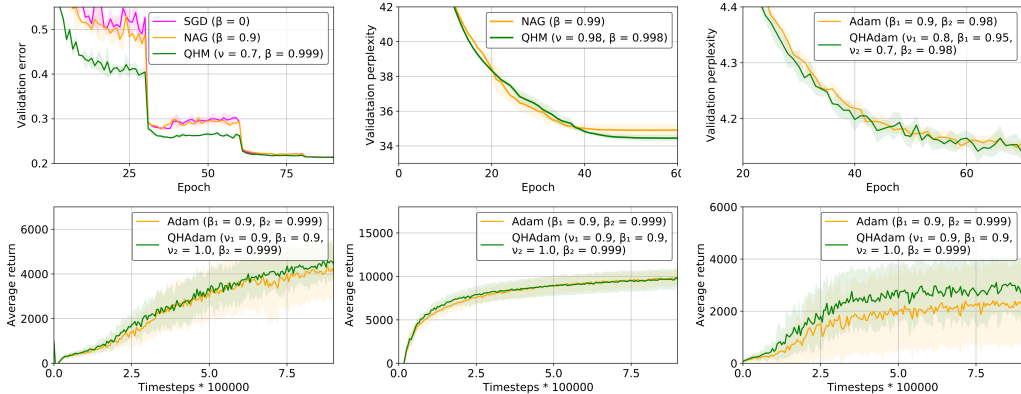 0.5
0.4
0.3
0.2
Validation error
25
50
75
Epoch
SGD (β = 0)
NAG (β = 0.9)
QHM (ν = 0.7, β = 0.999)
42
40
38
36
34
Validataion perplexity
0
20
40
60
Epoch
NAG (β = 0.99)
QHM (ν = 0.98, β = 0.998)
4.4
4.3
4.2
Validation perplexity
20
40
60
Epoch
Adam (β₁ = 0.9, β₂ = 0.98)
QHAdam (ν₁ = 0.8, β₁ = 0.95,
ν₂ = 0.7, β₂ = 0.98)
6000
4000
2000
0
Average return
0.0
2.5
5.0
7.5
Timesteps * 100000
Adam (β₁ = 0.9, β₂ = 0.999)
QHAdam (ν₁ = 0.9, β₁ = 0.9,
ν₂ = 1.0, β₂ = 0.999)
15000
10000
5000
0
Average return
0.0
2.5
5.0
7.5
Timesteps * 100000
Adam (β₁ = 0.9, β₂ = 0.999)
QHAdam (ν₁ = 0.9, β₁ = 0.9,
ν₂ = 1.0, β₂ = 0.999)
6000
4000
2000
0
Average return
0.0
2.5
5.0
7.5
Timesteps * 100000
Adam (β₁ = 0.9, β₂ = 0.999)
QHAdam (ν₁ = 0.9, β₁ = 0.9,
ν₂ = 1.0, β₂ = 0.999)